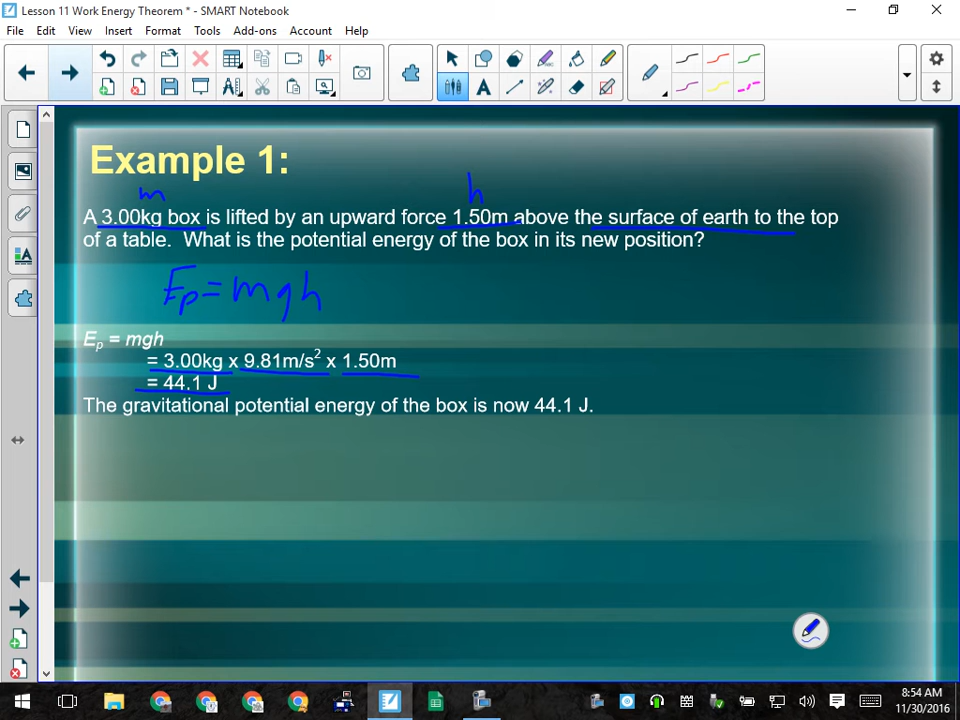 Lesson 11 Work Energy Theorem * - SMART Notebook
File Edit View Insert Format Tools Add-ons Account Help
Example 1:
m h
A 3.00kg box is lifted by an upward force 1.50m above the surface of earth to the top
of a table. What is the potential energy of the box in its new position?
Ep = mgh
Ep = mgh
= 3.00kg x 9.81m/s² x 1.50m
= 44.1 J
The gravitational potential energy of the box is now 44.1 J.
8:54 AM
11/30/2016